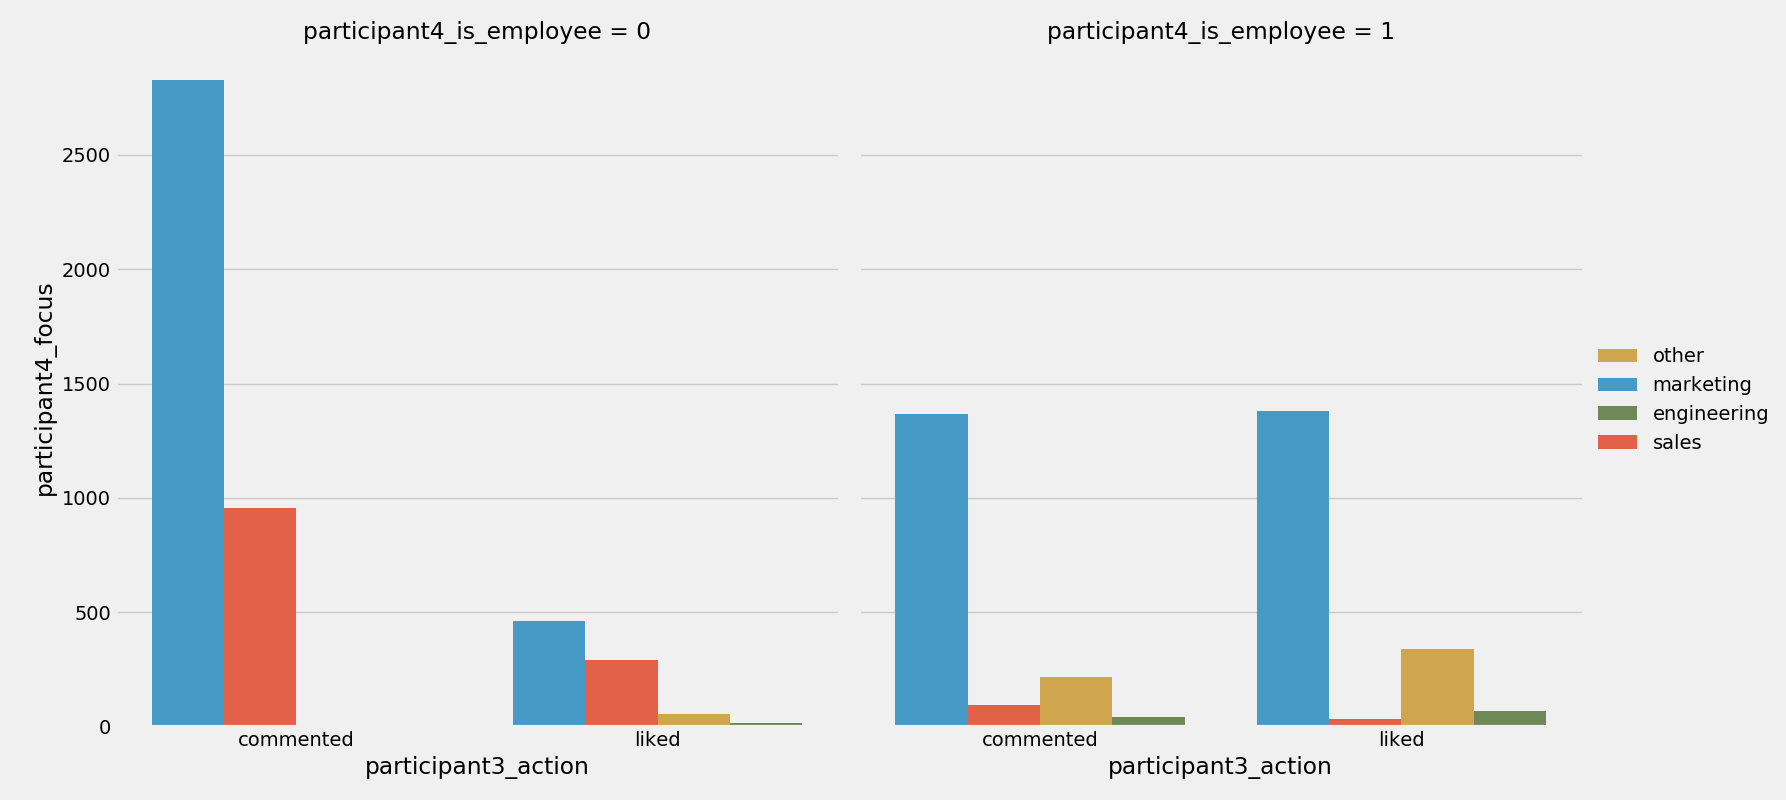 participant4_is_employee = 0
participant4_is_employee = 1
participant4_focus
2500
2000
1500
1000
500
0
commented
liked
commented
liked
participant3_action
participant3_action
other
marketing
engineering
sales